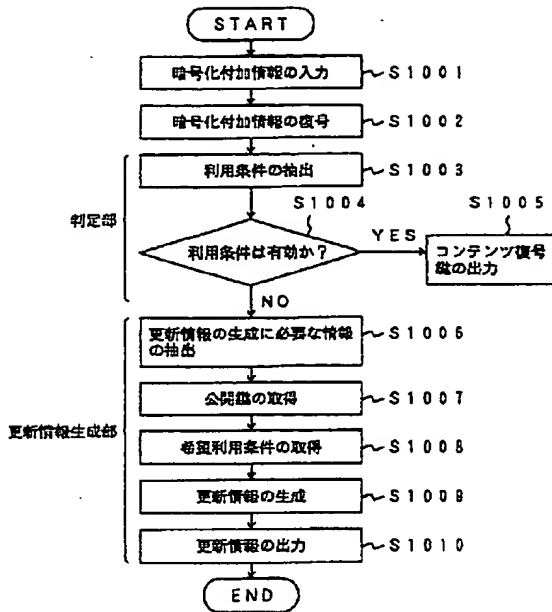 START
暗号化付加情報の入力
S1001
暗号化付加情報の復号
S1002
利用条件の抽出
S1003
判定部
S1004
利用条件は有効か?
YES
S1005
コンテンツ復号
鍵の出力
NO
更新情報の生成に必要な情報
の抽出
S1006
公開鍵の取得
S1007
更新情報生成部
希望利用条件の取得
S1008
更新情報の生成
S1009
更新情報の出力
S1010
END